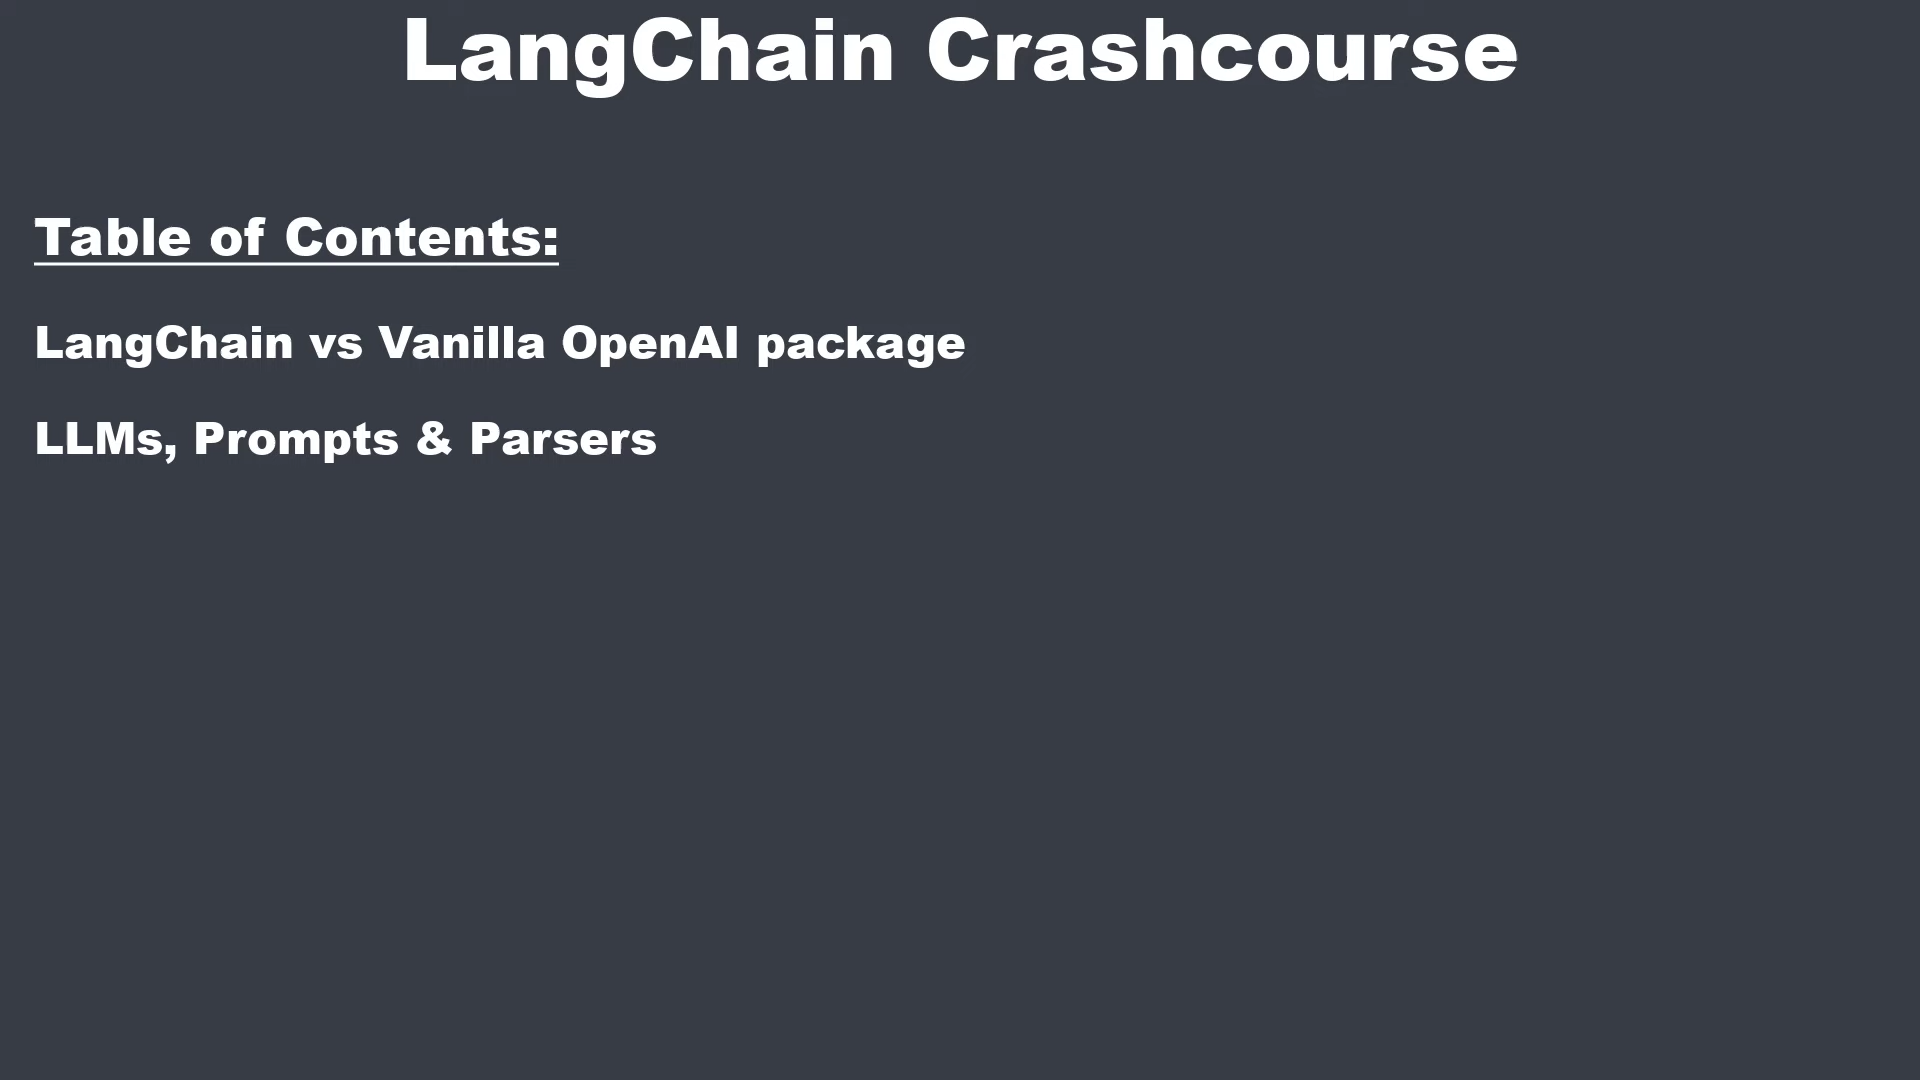 LangChain Crashcourse
Table of Contents:
LangChain vs Vanilla OpenAI package
LLMs, Prompts & Parsers